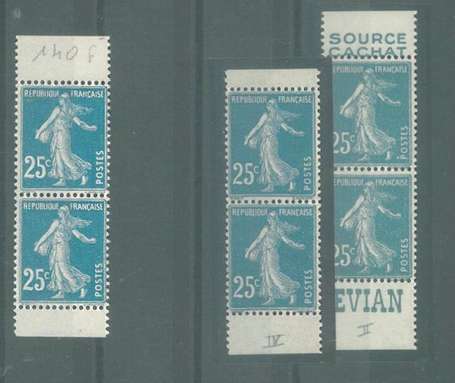 140 F
REPUBLIQUE FRANÇAISE
25c
POSTES
REPUBLIQUE FRANÇAISE
25c
POSTES
REPUBLIQUE FRANÇAISE
25c
POSTES
REPUBLIQUE FRANÇAISE
25c
POSTES
IV
SOURCE
CACHAT
REPUBLIQUE FRANÇAISE
25c
POSTES
REPUBLIQUE FRANÇAISE
25c
POSTES
EVIAN
II